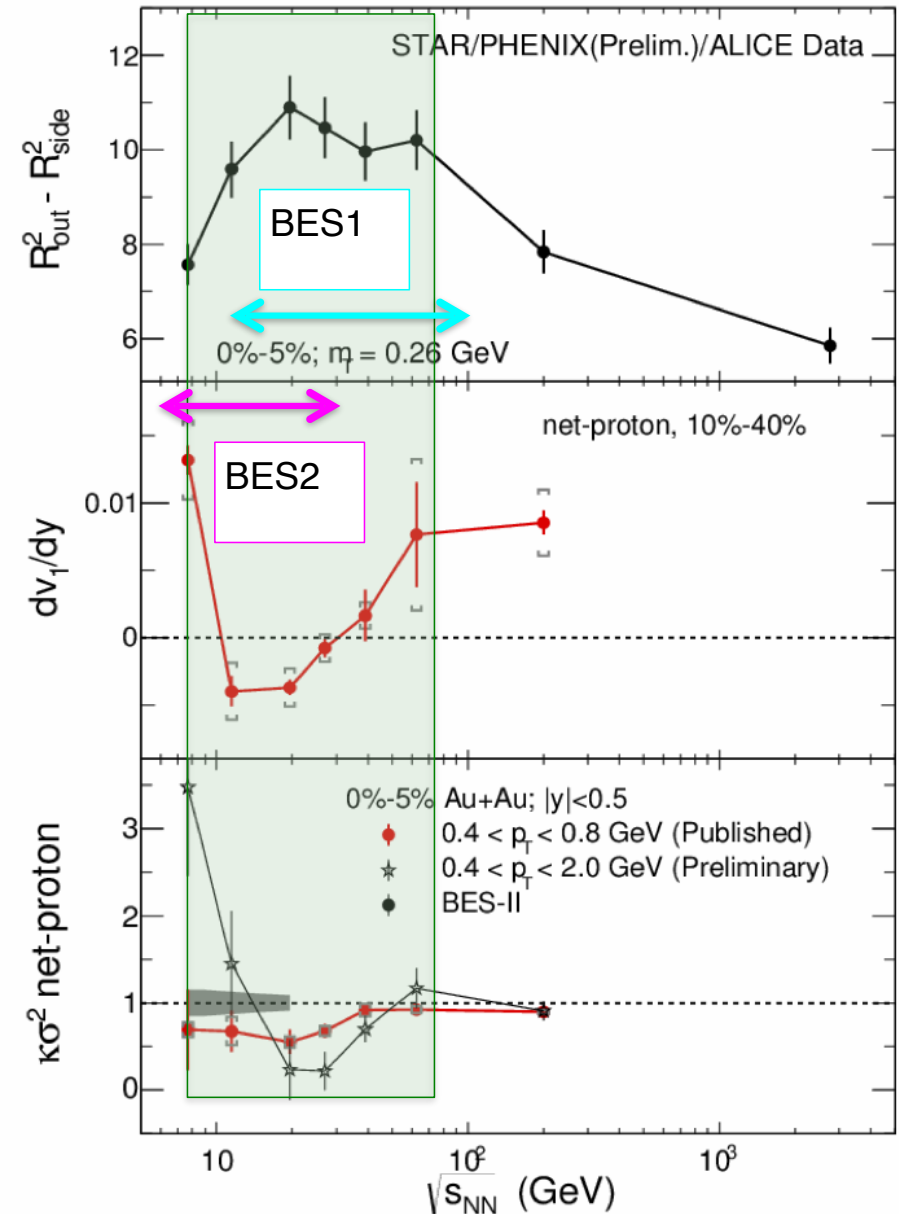 STAR/PHENIX(Prelim.)/ALICE Data
12
10
8
6
R²out - R²side
BES1
0%-5%; mT = 0.26 GeV
net-proton, 10%-40%
BES2
0.01
0
dv₁/dy
0%-5% Au+Au; |y|<0.5
0.4 < pT < 0.8 GeV (Published)
0.4 < pT < 2.0 GeV (Preliminary)
BES-II
3
2
1
0
κσ² net-proton
10 10² 10³
√sNN (GeV)